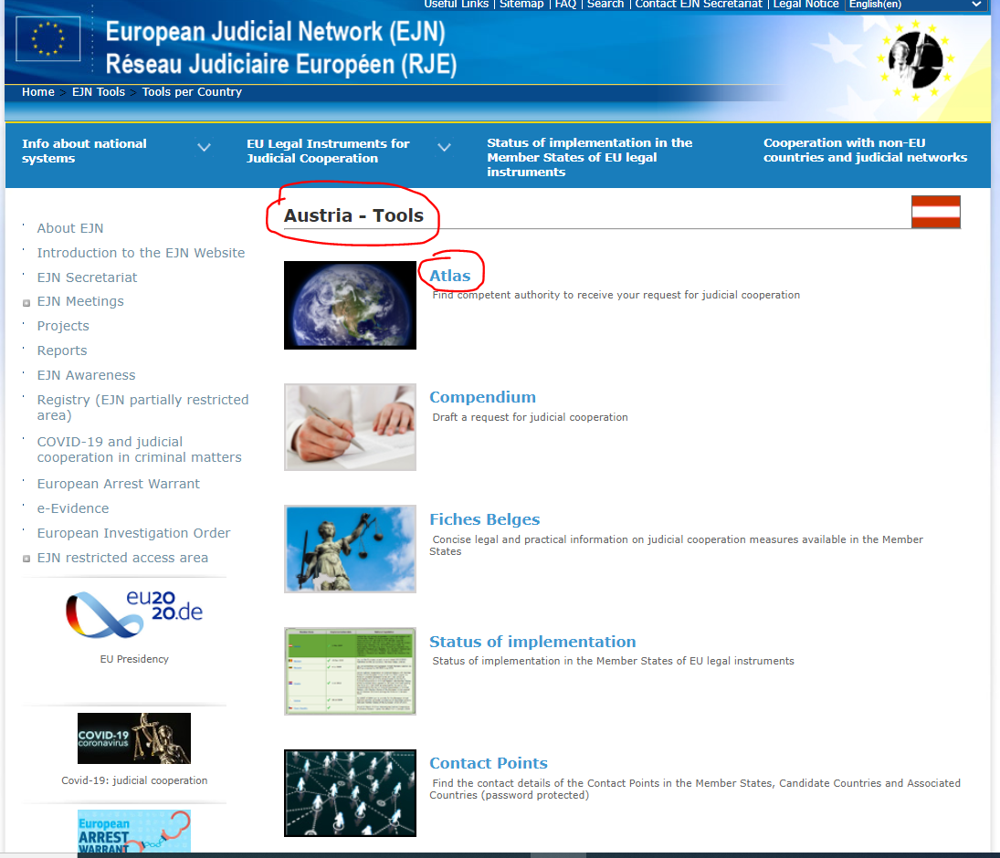 Useful Links | Sitemap | FAQ | Search | Contact EJN Secretariat | Legal Notice
English(en)
European Judicial Network (EJN)
Réseau Judiciaire Européen (RJE)
Home > EJN Tools > Tools per Country
Info about national
systems
EU Legal Instruments for
Judicial Cooperation
Status of implementation in the
Member States of EU legal
instruments
Cooperation with non-EU
countries and judicial networks
About EJN
Introduction to the EJN Website
EJN Secretariat
EJN Meetings
Projects
Reports
EJN Awareness
Registry (EJN partially restricted
area)
COVID-19 and judicial
cooperation in criminal matters
European Arrest Warrant
e-Evidence
European Investigation Order
EJN restricted access area
eu20
20.de
EU Presidency
COVID-19
coronavirus
Covid-19: judicial cooperation
European
ARREST
WARRANT
Austria - Tools
Atlas
Find competent authority to receive your request for judicial cooperation
Compendium
Draft a request for judicial cooperation
Fiches Belges
Concise legal and practical information on judicial cooperation measures available in the Member
States
Status of implementation
Status of implementation in the Member States of EU legal instruments
Contact Points
Find the contact details of the Contact Points in the Member States, Candidate Countries and Associated
Countries (password protected)